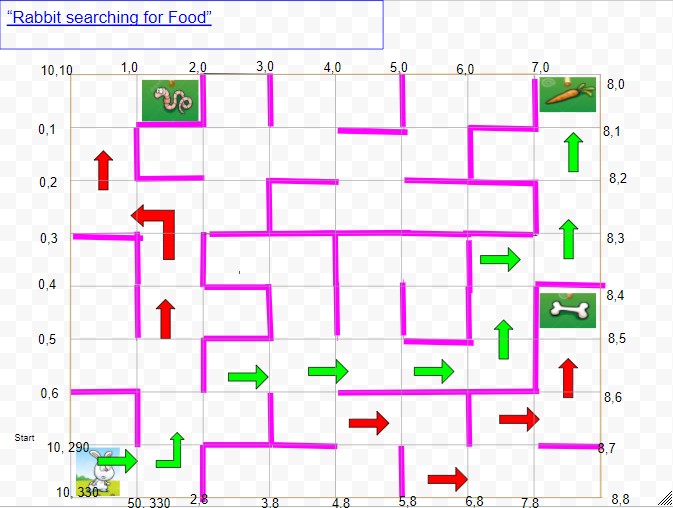 “Rabbit searching for Food”
10,10 1,0 2,0 3,0 4,0 5,0 6,0 7.0 8,0
0,1 8,1
0,2 8,2
0,3 8,3
0.4 8,4
0,5 8,5
0,6 8,6
Start
10, 290 8,7
10, 330 50, 330 2,8 3.8 4.8 5,8 6,8 7.8 8,8